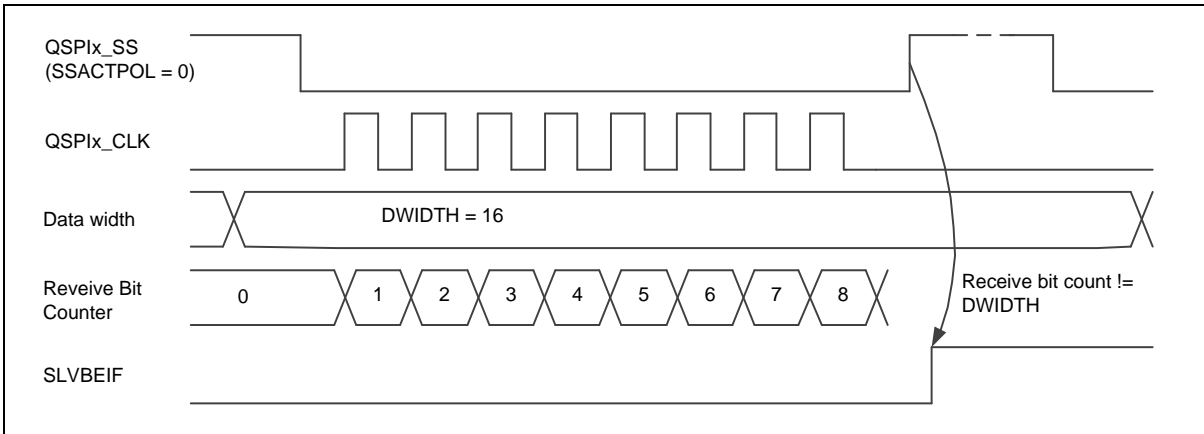 QSPIx_SS
(SSACTPOL = 0)
QSPIx_CLK
Data width
DWIDTH = 16
Reveive Bit
Counter
0
1
2
3
4
5
6
7
8
Receive bit count !=
DWIDTH
SLVBEIF